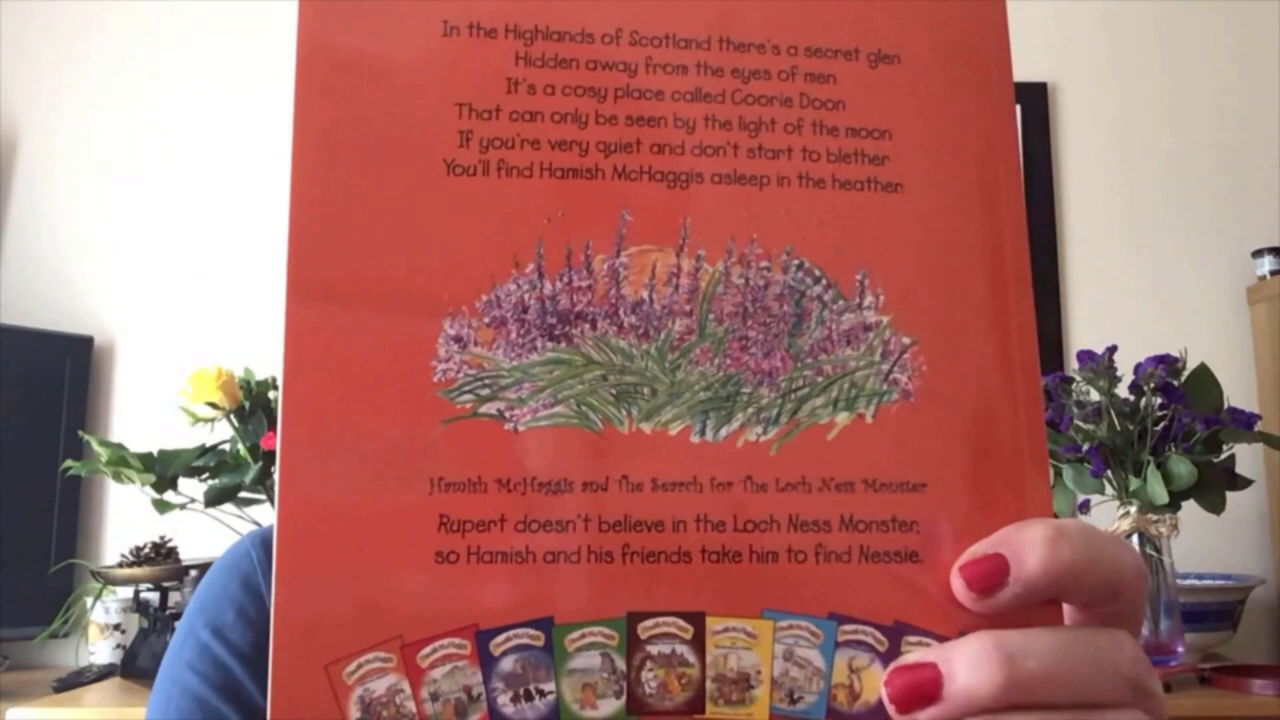 In the Highlands of Scotland there's a secret glen
Hidden away from the eyes of men
It's a cosy place called Coorie Doon
That can only be seen by the light of the moon
If you're very quiet and don't start to blether
You'll find Hamish McHaggis asleep in the heather.
Hamish McHaggis and The Search for The Loch Ness Monster
Rupert doesn't believe in the Loch Ness Monster,
so Hamish and his friends take him to find Nessie.